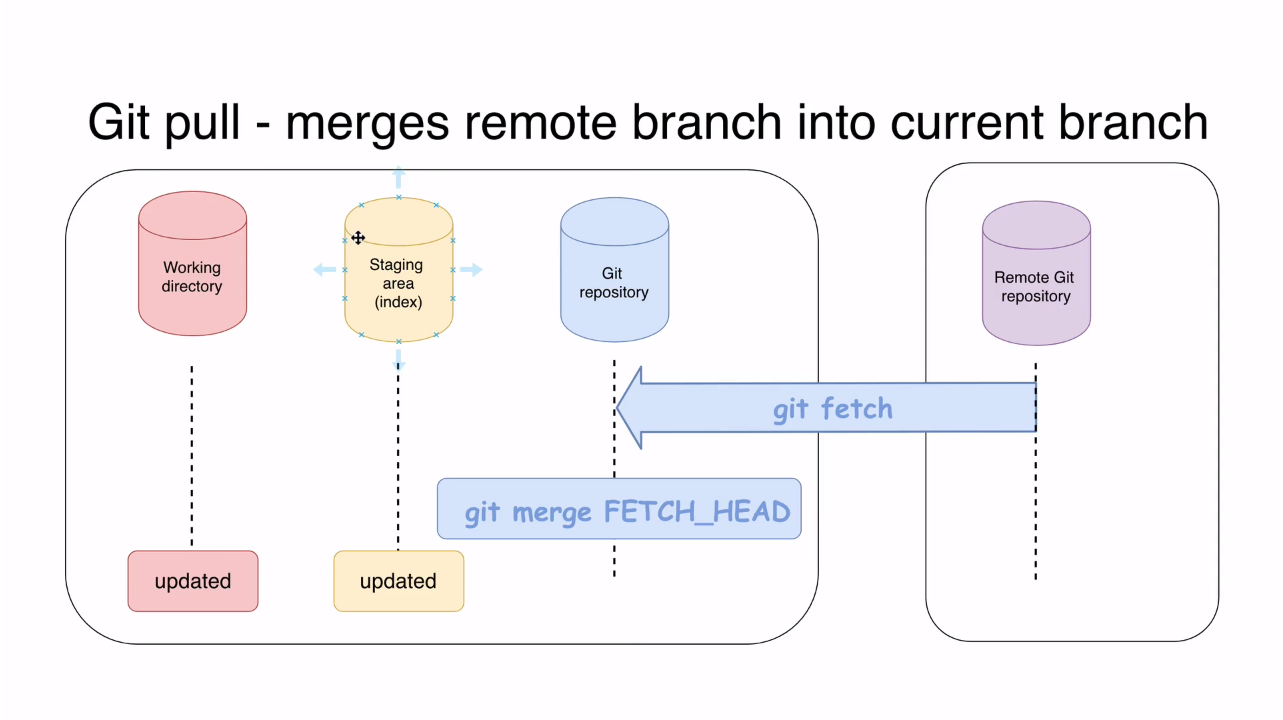 Git pull - merges remote branch into current branch
Working
directory
Staging
area
(index)
Git
repository
Remote Git
repository
git fetch
git merge FETCH_HEAD
updated
updated